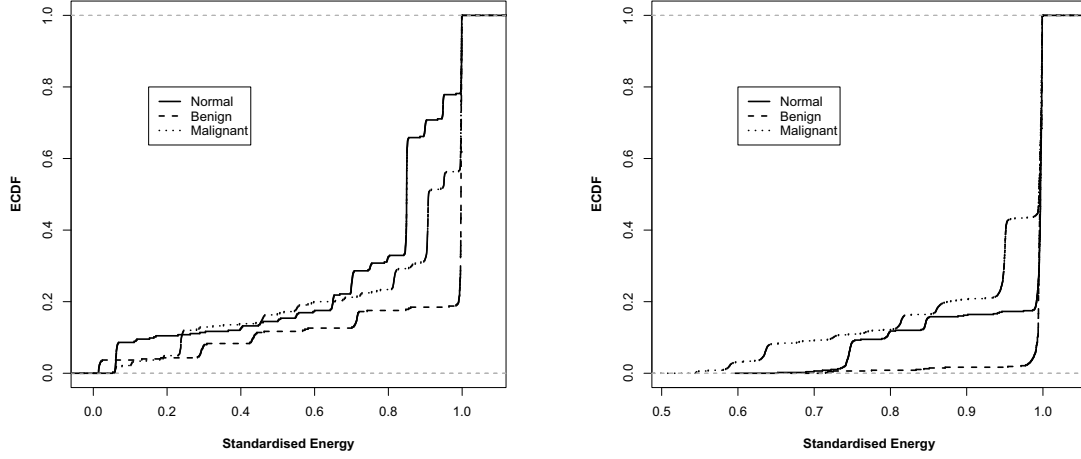 ECDF
1.0
0.8
0.6
0.4
0.2
0.0
Normal
Benign
Malignant
0.0 0.2 0.4 0.6 0.8 1.0
Standardised Energy
ECDF
1.0
0.8
0.6
0.4
0.2
0.0
Normal
Benign
Malignant
0.5 0.6 0.7 0.8 0.9 1.0
Standardised Energy